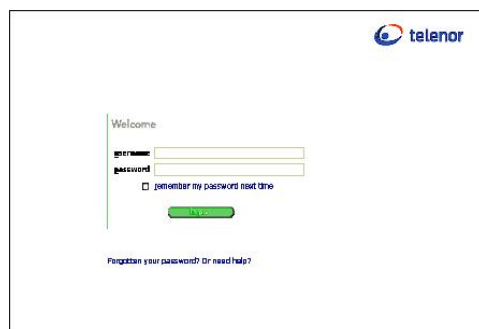 telenor
Welcome
username
password
remember my password next time
Forgotten your password? Or need help?